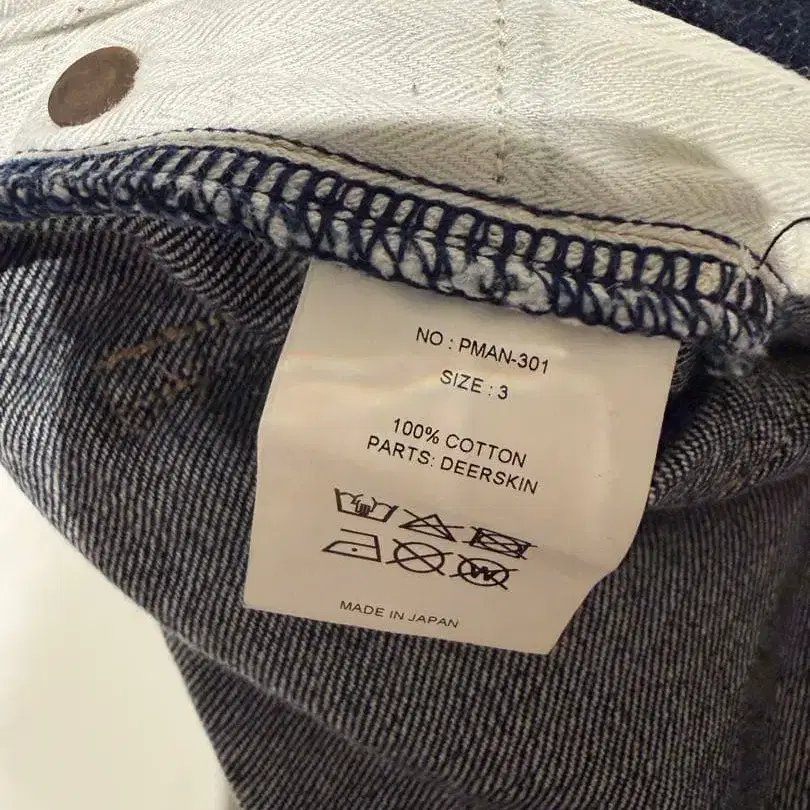 NO : PMAN-301
SIZE : 3
100% COTTON
PARTS: DEERSKIN
MADE IN JAPAN